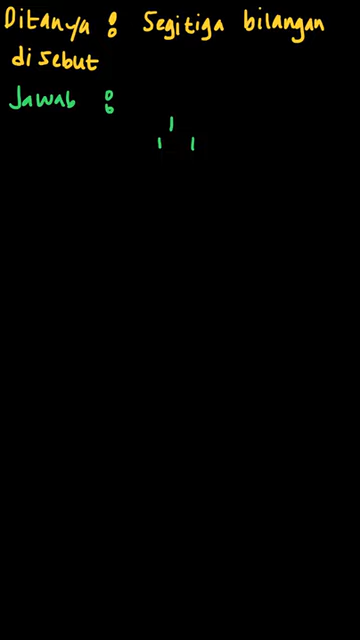 Ditanya : Segitiga bilangan
disebut
Jawab :
1
1 1